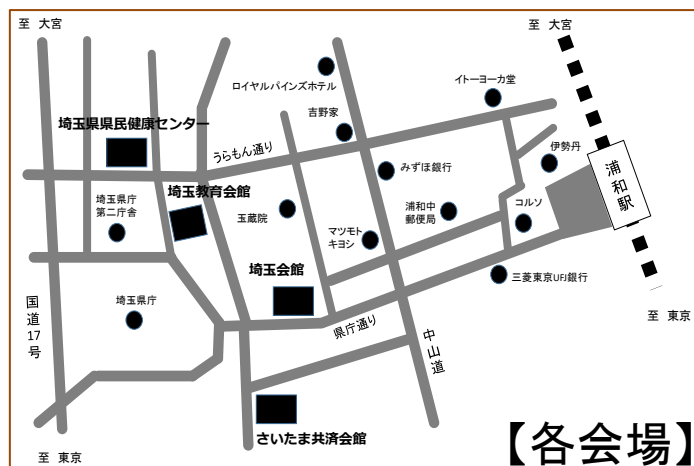 至 大宮
至 大宮
ロイヤルパインズホテル
イトーヨーカ堂
吉野家
埼玉県県民健康センター
うらもん通り
伊勢丹
みずほ銀行
浦和駅
埼玉教育会館
埼玉県庁
第二庁舎
玉蔵院
浦和中
郵便局
コルソ
マツモト
キヨシ
埼玉会館
三菱東京UFJ銀行
国道17号
埼玉県庁
県庁通り
中山道
至 東京
さいたま共済会館
至 東京
【各会場】